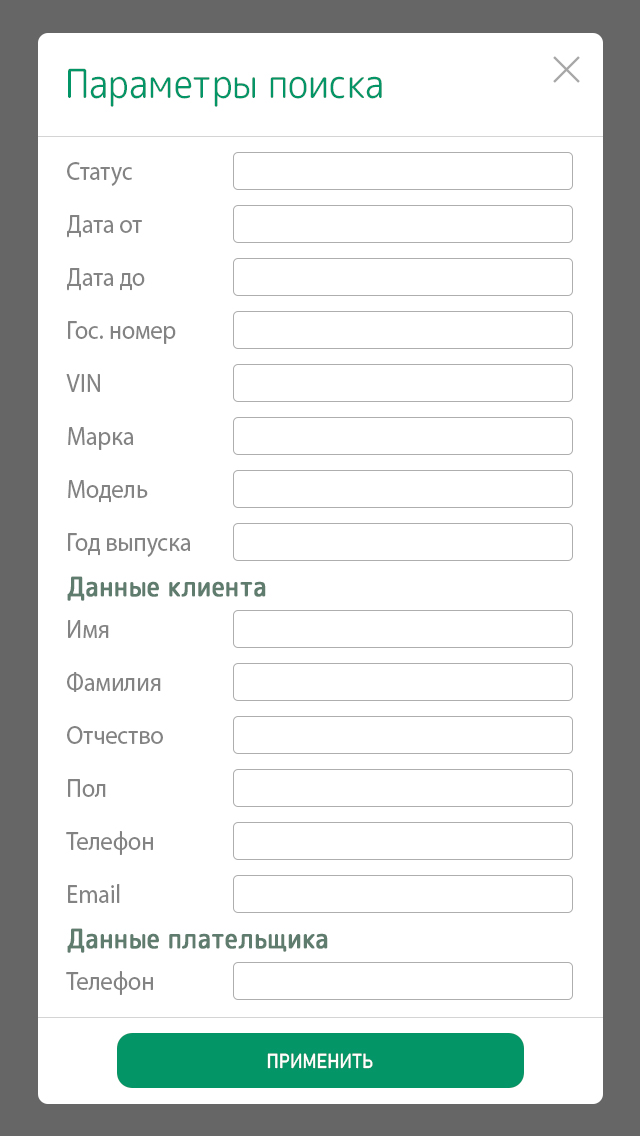 Параметры поиска
Статус
Дата от
Дата до
Гос. номер
VIN
Марка
Модель
Год выпуска
Данные клиента
Имя
Фамилия
Отчество
Пол
Телефон
Email
Данные плательщика
Телефон
ПРИМЕНИТЬ